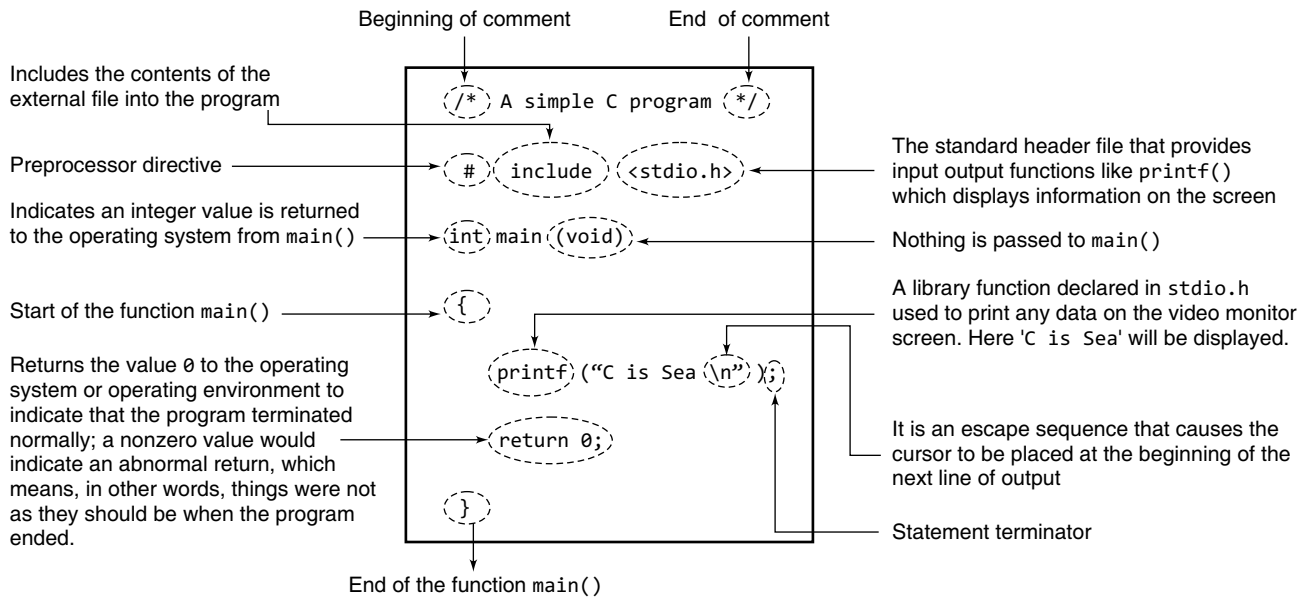 Beginning of comment
End of comment
Includes the contents of the
external file into the program
/* A simple C program */
Preprocessor directive
# include <stdio.h>
The standard header file that provides
input output functions like printf()
which displays information on the screen
Indicates an integer value is returned
to the operating system from main()
int main (void)
Nothing is passed to main()
Start of the function main()
{
A library function declared in stdio.h
used to print any data on the video monitor
screen. Here 'C is Sea' will be displayed.
Returns the value 0 to the operating
system or operating environment to
indicate that the program terminated
normally; a nonzero value would
indicate an abnormal return, which
means, in other words, things were not
as they should be when the program
ended.
printf (“C is Sea \n” );
return 0;
It is an escape sequence that causes the
cursor to be placed at the beginning of the
next line of output
}
Statement terminator
End of the function main()